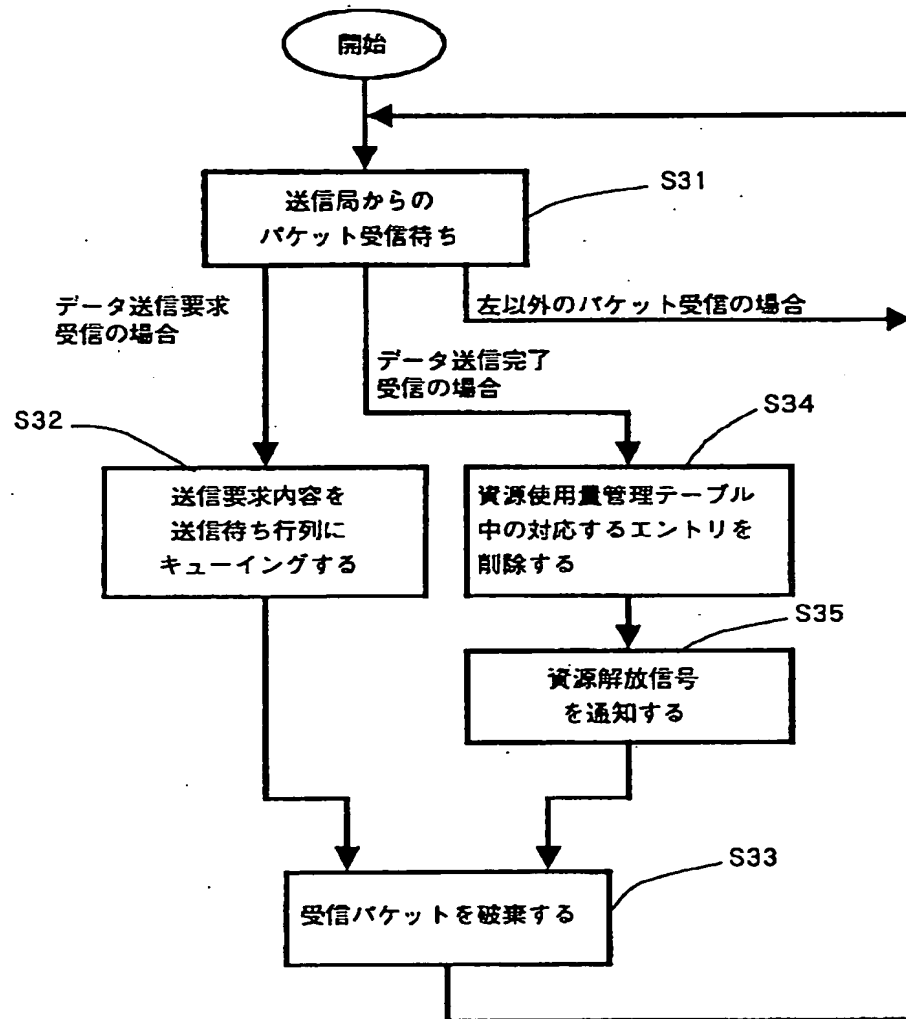 開始
S31
送信局からの
パケット受信待ち
データ送信要求
受信の場合
左以外のパケット受信の場合
データ送信完了
受信の場合
S32
S34
送信要求内容を
送信待ち行列に
キューイングする
資源使用量管理テーブル
中の対応するエントリを
削除する
S35
資源解放信号
を通知する
S33
受信パケットを破棄する